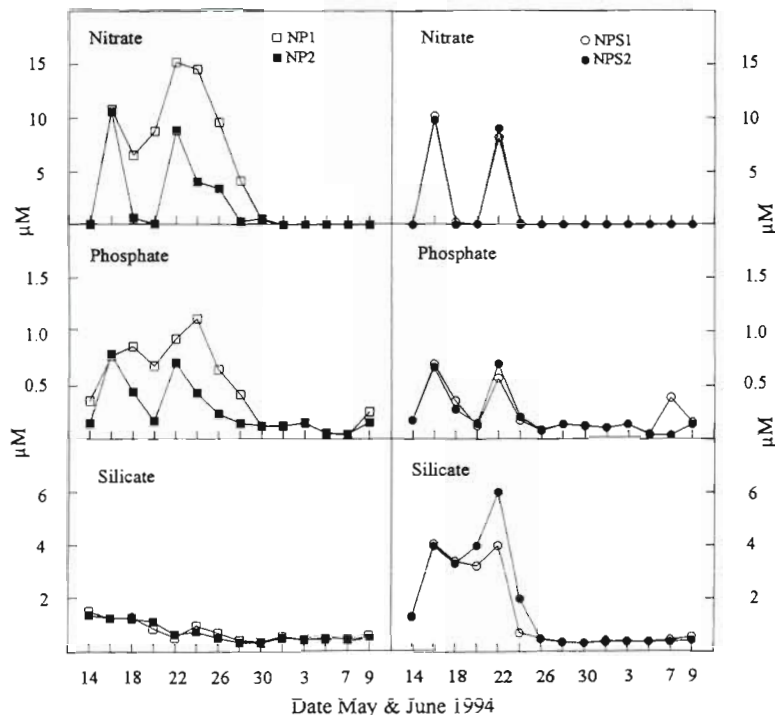 Nitrate
□ NP1
■ NP2
Nitrate
○ NPS1
● NPS2
15
10
5
μM
15
10
5
μM
Phosphate
1.5
1.0
0.5
μM
Phosphate
1.5
1.0
0.5
μM
Silicate
6
4
2
Silicate
6
4
2
14 18 22 26 30 3 7 9 14 18 22 26 30 3 7 9
Date May & June 1994